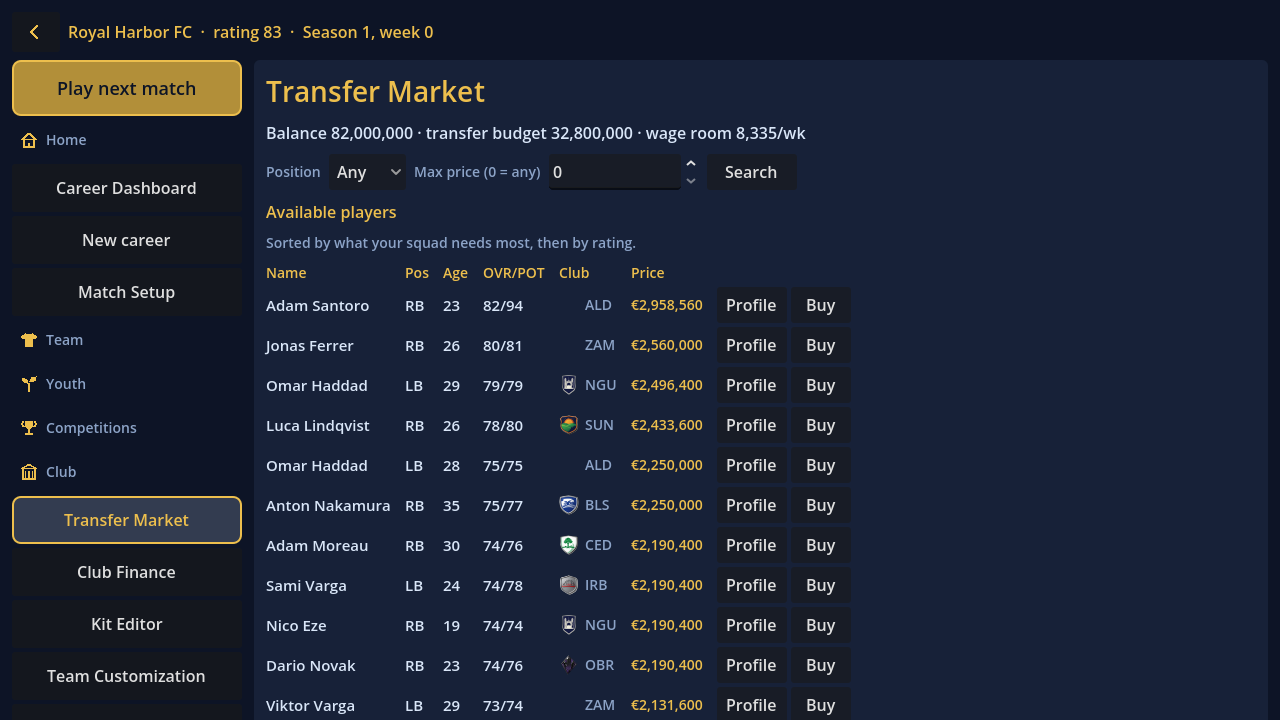 Royal Harbor FC · rating 83 · Season 1, week 0
Play next match
Home
Career Dashboard
New career
Match Setup
Team
Youth
Competitions
Club
Transfer Market
Club Finance
Kit Editor
Team Customization
Transfer Market
Balance 82,000,000 · transfer budget 32,800,000 · wage room 8,335/wk
Position Any Max price (0 = any) 0 Search
Available players
Sorted by what your squad needs most, then by rating.
Name Pos Age OVR/POT Club Price
Adam Santoro RB 23 82/94 ALD €2,958,560 Profile Buy
Jonas Ferrer RB 26 80/81 ZAM €2,560,000 Profile Buy
Omar Haddad LB 29 79/79 NGU €2,496,400 Profile Buy
Luca Lindqvist RB 26 78/80 SUN €2,433,600 Profile Buy
Omar Haddad LB 28 75/75 ALD €2,250,000 Profile Buy
Anton Nakamura RB 35 75/77 BLS €2,250,000 Profile Buy
Adam Moreau RB 30 74/76 CED €2,190,400 Profile Buy
Sami Varga LB 24 74/78 IRB €2,190,400 Profile Buy
Nico Eze RB 19 74/74 NGU €2,190,400 Profile Buy
Dario Novak RB 23 74/76 OBR €2,190,400 Profile Buy
Viktor Varga LB 29 73/74 ZAM €2,131,600 Profile Buy